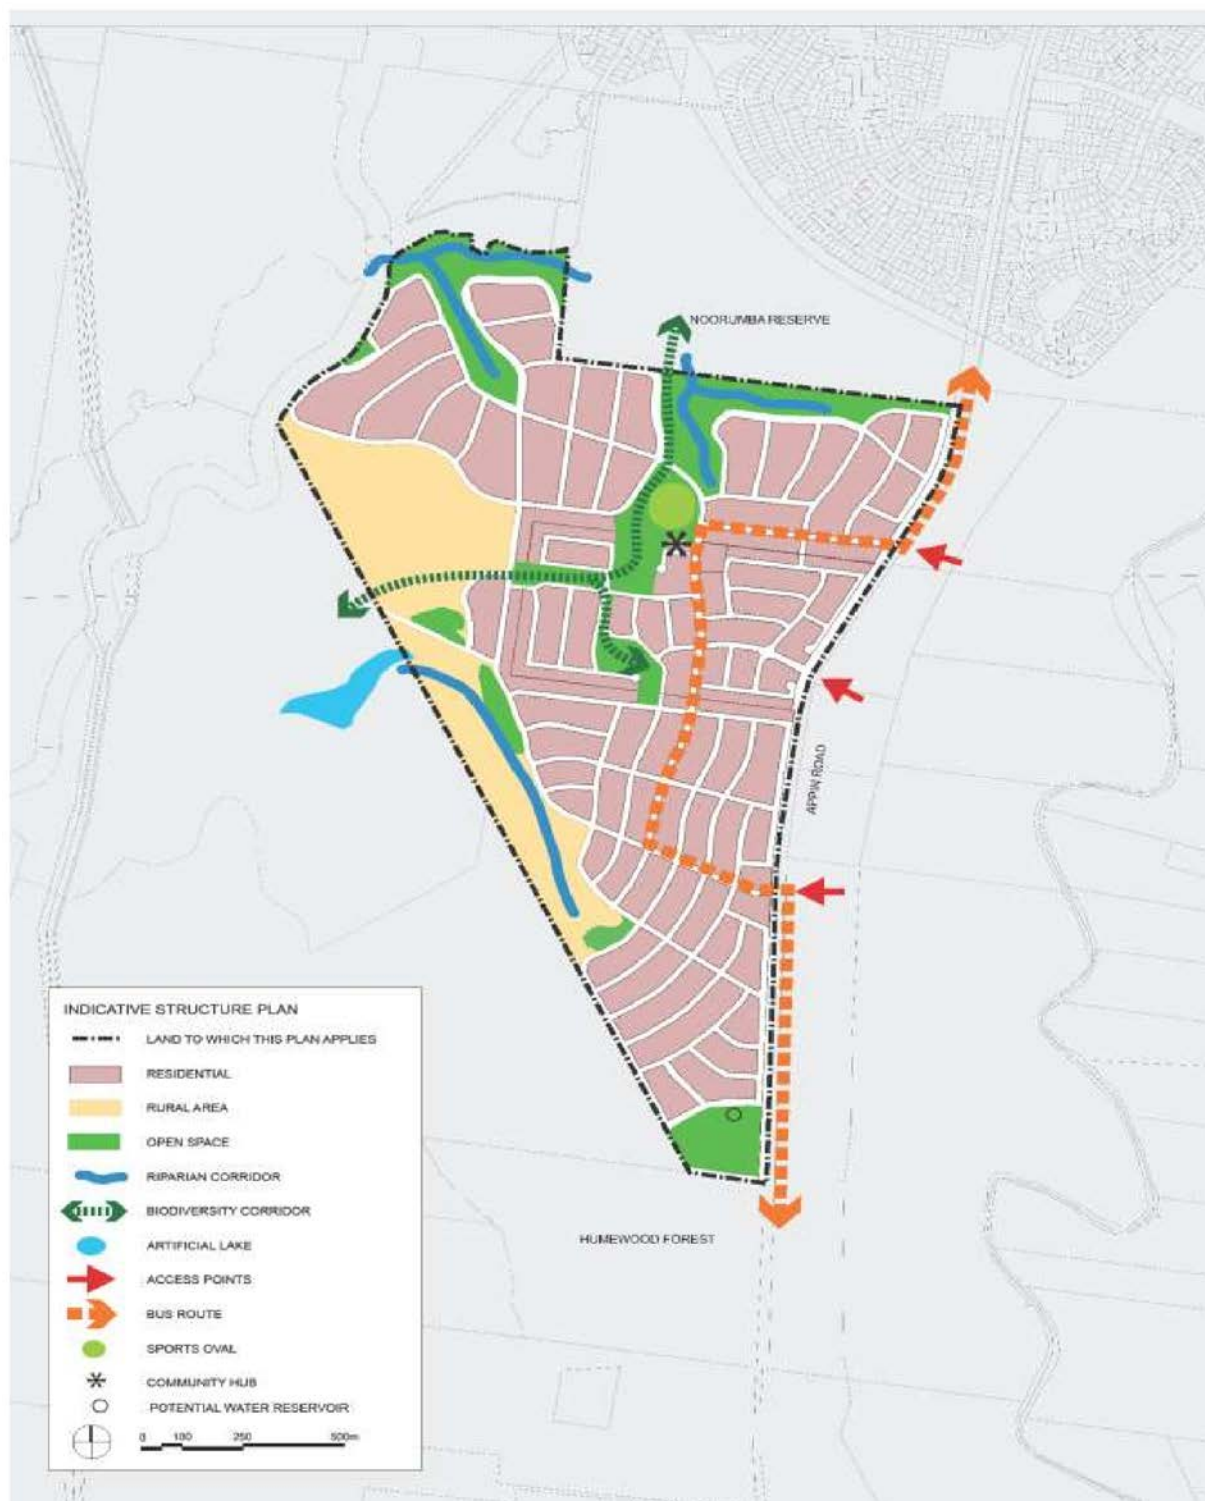 NOORUMBA RESERVE
APPIN ROAD
HUMEWOOD FOREST
INDICATIVE STRUCTURE PLAN
LAND TO WHICH THIS PLAN APPLIES
RESIDENTIAL
RURAL AREA
OPEN SPACE
RIPARIAN CORRIDOR
BIODIVERSITY CORRIDOR
ARTIFICIAL LAKE
ACCESS POINTS
BUS ROUTE
SPORTS OVAL
COMMUNITY HUB
POTENTIAL WATER RESERVOIR
0 100 250 500m